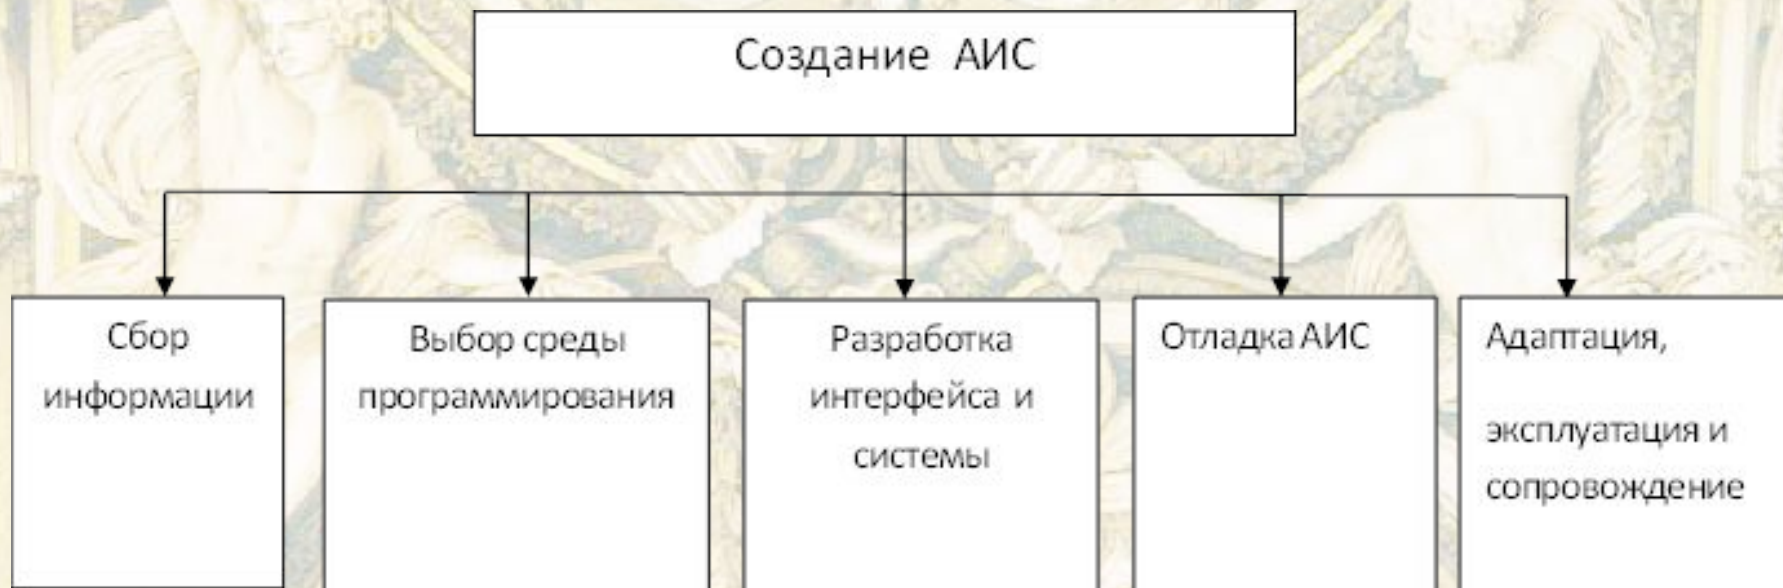 Создание АИС
Сбор
информации
Выбор среды
программирования
Разработка
интерфейса и
системы
Отладка АИС
Адаптация,
эксплуатация и
сопровождение